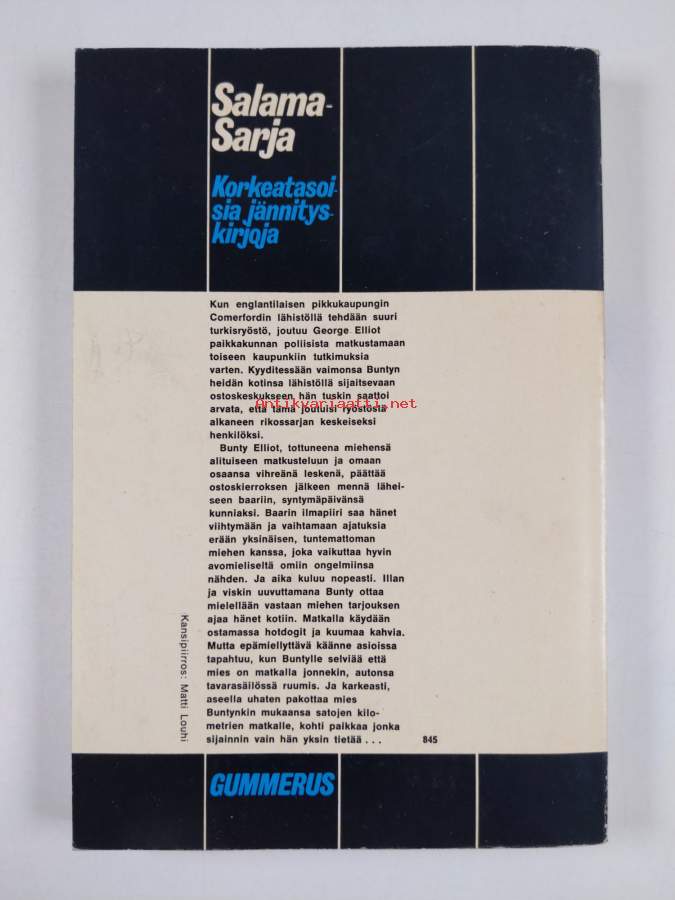 Salama-
Sarja
Korkeatasoi-
sia jännitys-
kirjoja
Kun englantilaisen pikkukaupungin
Comerfordin lähistöllä tehdään suuri
turkisryöstö, joutuu George Elliot
paikkakunnan poliisista matkustamaan
toiseen kaupunkiin tutkimuksia
varten. Kyyditessään vaimonsa Buntyn
heidän kotinsa lähistöllä sijaitsevaan
ostoskeskukseen hän tuskin saattoi
Antikvariaatti.net
arvata, että tämä joutuisi ryöstöstä
alkaneen rikossarjan keskeiseksi
henkilöksi.
Bunty Elliot, tottuneena miehensä
alituiseen matkusteluun ja omaan
osaansa vihreänä leskenä, päättää
ostoskierroksen jälkeen mennä lähei-
seen baariin, syntymäpäivänsä
kunniaksi. Baarin ilmapiiri saa hänet
viihtymään ja vaihtamaan ajatuksia
erään yksinäisen, tuntemattoman
miehen kanssa, joka vaikuttaa hyvin
avomieliseltä omiin ongelmiinsa
nähden. Ja aika kuluu nopeasti. Illan
ja viskin uuvuttamana Bunty ottaa
mielellään vastaan miehen tarjouksen
ajaa hänet kotiin. Matkalla käydään
ostamassa hotdogit ja kuumaa kahvia.
Mutta epämiellyttävä käänne asioissa
tapahtuu, kun Buntylle selviää että
mies on matkalla jonnekin, autonsa
tavarasäilössä ruumis. Ja karkeasti,
aseella uhaten pakottaa mies
Buntynkin mukaansa satojen kilo-
metrien matkalle, kohti paikkaa jonka
sijainnin vain hän yksin tietää . . . 845
Kansipiirros: Matti Louhi
GUMMERUS